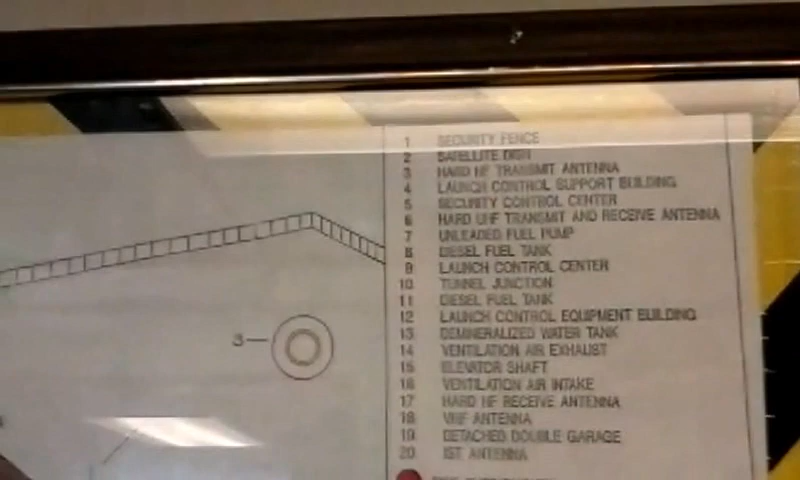 1 SECURITY FENCE
2 SATELLITE DISH
3 HARD HF TRANSMIT ANTENNA
4 LAUNCH CONTROL SUPPORT BUILDING
5 SECURITY CONTROL CENTER
6 HARD UHF TRANSMIT AND RECEIVE ANTENNA
7 UNLEADED FUEL PUMP
8 DIESEL FUEL TANK
9 LAUNCH CONTROL CENTER
10 TUNNEL JUNCTION
11 DIESEL FUEL TANK
12 LAUNCH CONTROL EQUIPMENT BUILDING
13 DEMINERALIZED WATER TANK
14 VENTILATION AIR EXHAUST
15 ELEVATOR SHAFT
16 VENTILATION AIR INTAKE
17 HARD HF RECEIVE ANTENNA
18 VHF ANTENNA
19 DETACHED DOUBLE GARAGE
20 IST ANTENNA
3